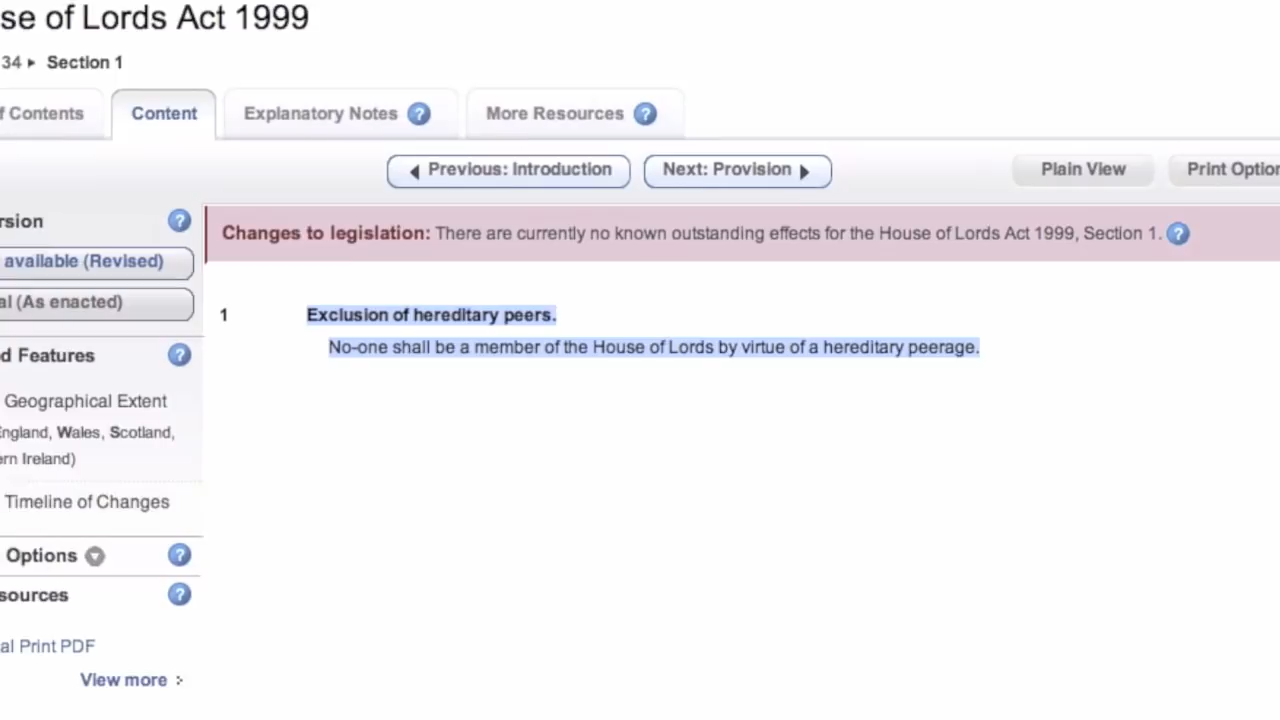 se of Lords Act 1999
34 ▸ Section 1
f Contents
Content
Explanatory Notes ?
More Resources ?
Previous: Introduction
Next: Provision
Plain View
Print Option
rsion ?
available (Revised)
al (As enacted)
d Features ?
Geographical Extent
England, Wales, Scotland,
ern Ireland)
Timeline of Changes
Options ?
sources ?
al Print PDF
View more
Changes to legislation: There are currently no known outstanding effects for the House of Lords Act 1999, Section 1. ?
1 Exclusion of hereditary peers.
No-one shall be a member of the House of Lords by virtue of a hereditary peerage.